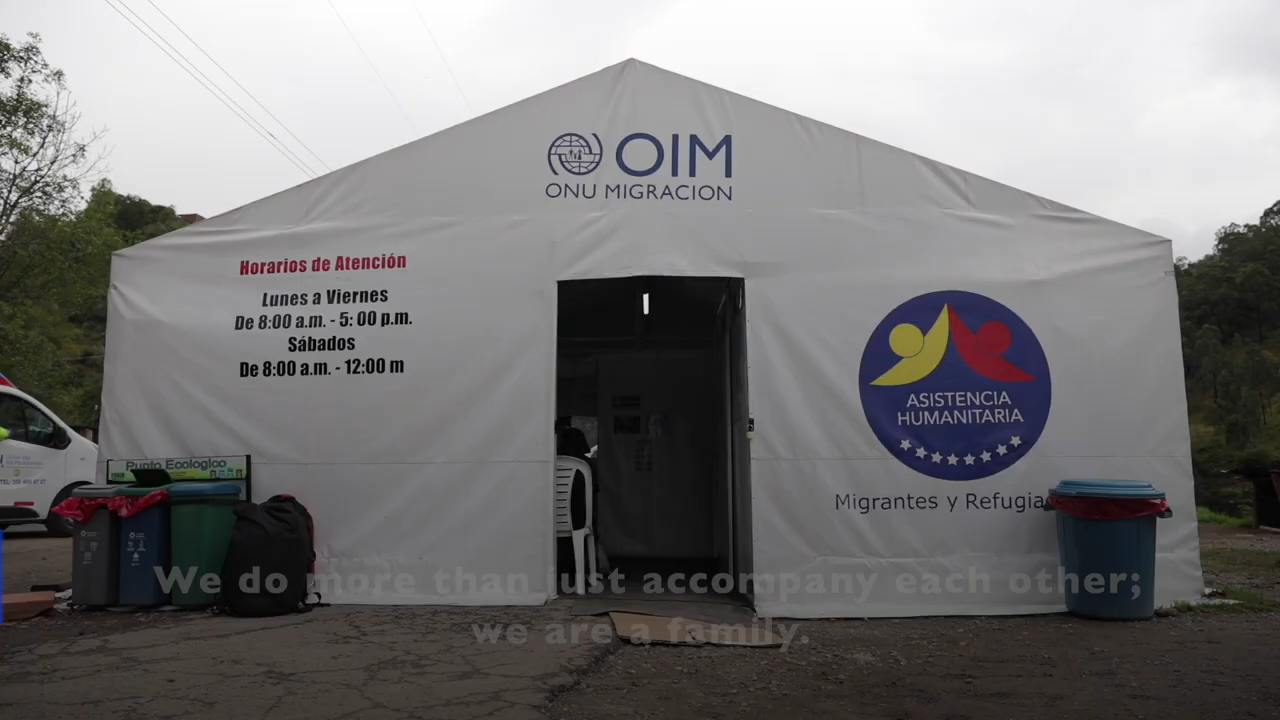 OIM
ONU MIGRACION
Horarios de Atención
Lunes a Viernes
De 8:00 a.m. - 5: 00 p.m.
Sábados
De 8:00 a.m. - 12:00 m
ASISTENCIA
HUMANITARIA
Migrantes y Refugia
Punto Ecologico
We do more than just accompany each other;
we are a family.